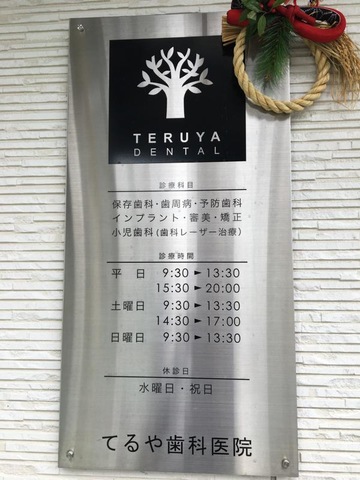 TERUYA
DENTAL
診療科目
保存歯科・歯周病・予防歯科
インプラント・審美・矯正
小児歯科(歯科レーザー治療)
診療時間
平　日　9:30 ► 13:30
15:30 ► 20:00
土曜日　9:30 ► 13:30
14:30 ► 17:00
日曜日　9:30 ► 13:30
休診日
水曜日・祝日
てるや歯科医院